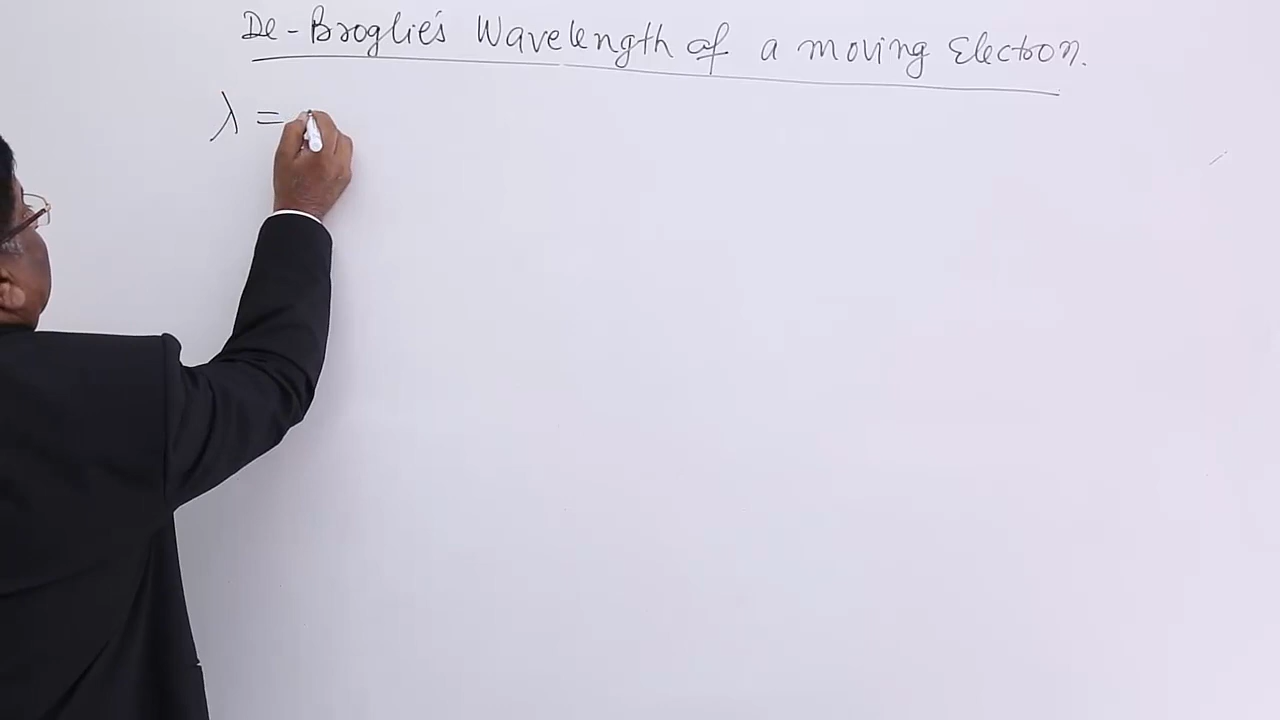 De-Broglie's Wavelength of a moving Electron.
λ =